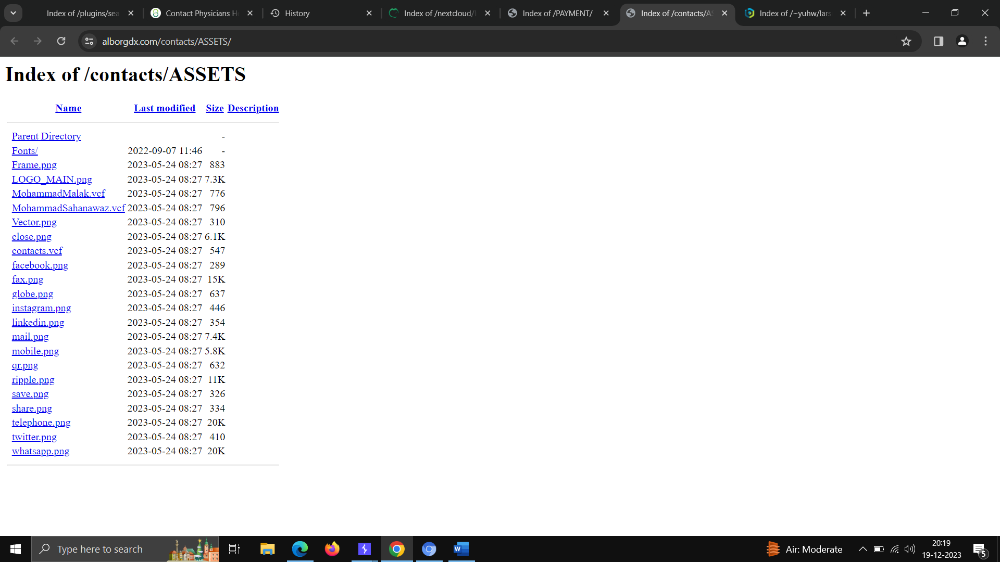 Index of /plugins/sea
Contact Physicians H
History
Index of /nextcloud/
Index of /PAYMENT/
Index of /contacts/AS
Index of /~yuhw/lars
alborgdx.com/contacts/ASSETS/
Index of /contacts/ASSETS
Name Last modified Size Description
Parent Directory -
Fonts/ 2022-09-07 11:46 -
Frame.png 2023-05-24 08:27 883
LOGO_MAIN.png 2023-05-24 08:27 7.3K
MohammadMalak.vcf 2023-05-24 08:27 776
MohammadSahanawaz.vcf 2023-05-24 08:27 796
Vector.png 2023-05-24 08:27 310
close.png 2023-05-24 08:27 6.1K
contacts.vcf 2023-05-24 08:27 547
facebook.png 2023-05-24 08:27 289
fax.png 2023-05-24 08:27 15K
globe.png 2023-05-24 08:27 637
instagram.png 2023-05-24 08:27 446
linkedin.png 2023-05-24 08:27 354
mail.png 2023-05-24 08:27 7.4K
mobile.png 2023-05-24 08:27 5.8K
qr.png 2023-05-24 08:27 632
ripple.png 2023-05-24 08:27 11K
save.png 2023-05-24 08:27 326
share.png 2023-05-24 08:27 334
telephone.png 2023-05-24 08:27 20K
twitter.png 2023-05-24 08:27 410
whatsapp.png 2023-05-24 08:27 20K
Type here to search
Air: Moderate
20:19
19-12-2023
5